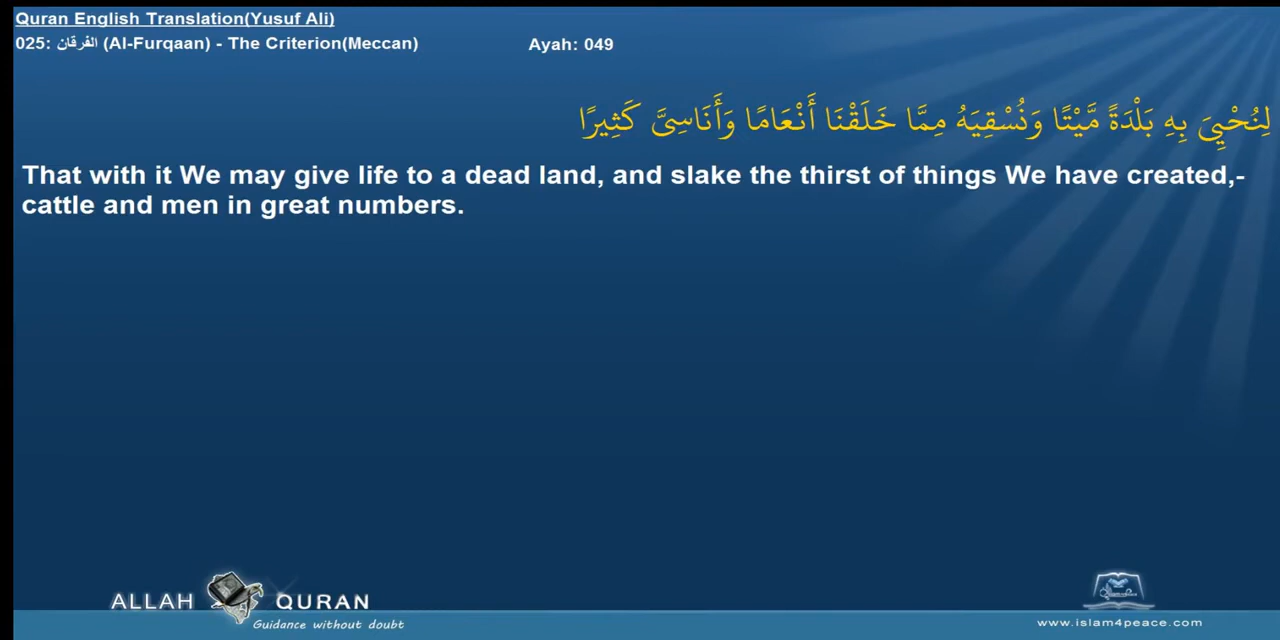 Quran English Translation(Yusuf Ali)
025: الفرقان (Al-Furqaan) - The Criterion(Meccan) Ayah: 049
لِنُحْيِيَ بِهِ بَلْدَةً مَّيْتًا وَنُسْقِيَهُ مِمَّا خَلَقْنَا أَنْعَامًا وَأَنَاسِىَّ كَثِيرًا
That with it We may give life to a dead land, and slake the thirst of things We have created,-
cattle and men in great numbers.
ALLAH QURAN
Guidance without doubt
www.islam4peace.com